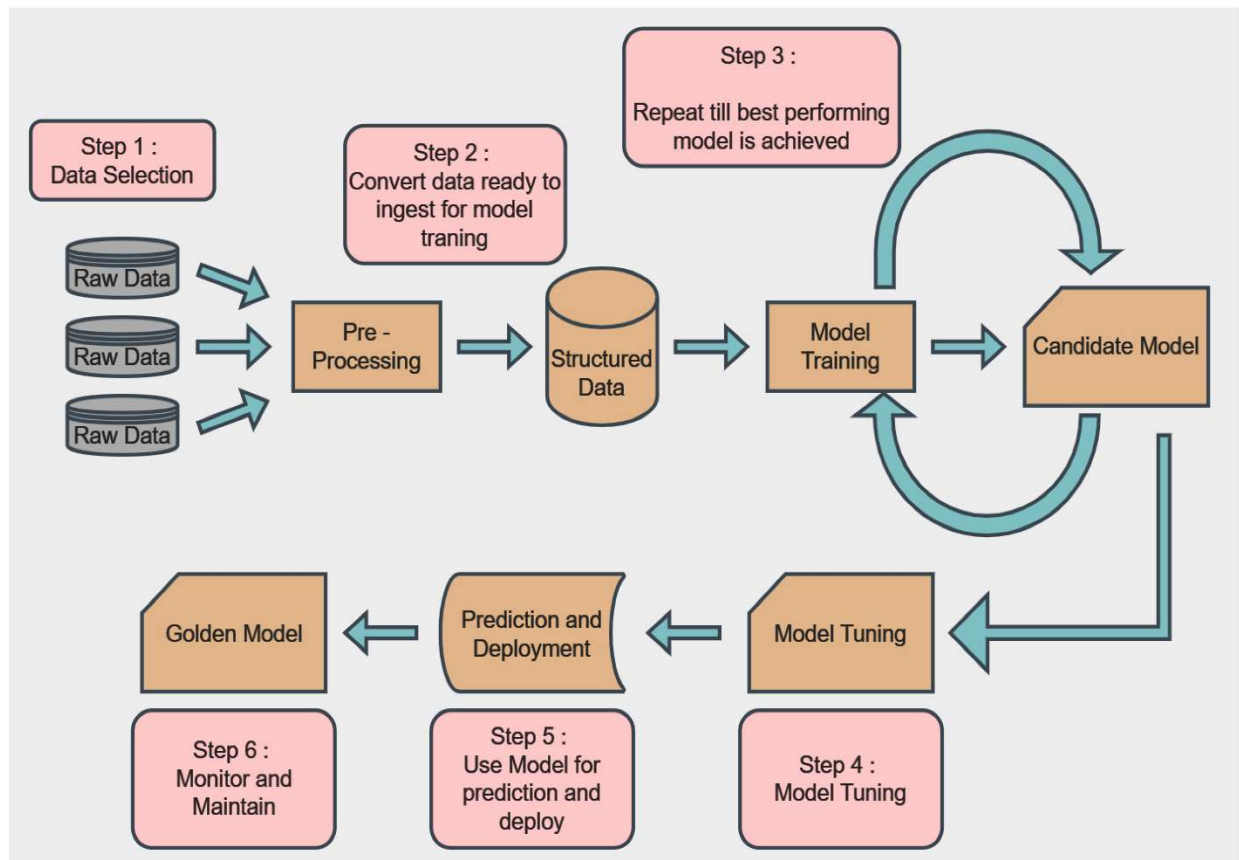 Step 1 :
Data Selection
Step 2 :
Convert data ready to
ingest for model
traning
Step 3 :
Repeat till best performing
model is achieved
Raw Data
Raw Data
Raw Data
Pre -
Processing
Structured
Data
Model
Training
Candidate Model
Golden Model
Prediction and
Deployment
Model Tuning
Step 6 :
Monitor and
Maintain
Step 5 :
Use Model for
prediction and
deploy
Step 4 :
Model Tuning